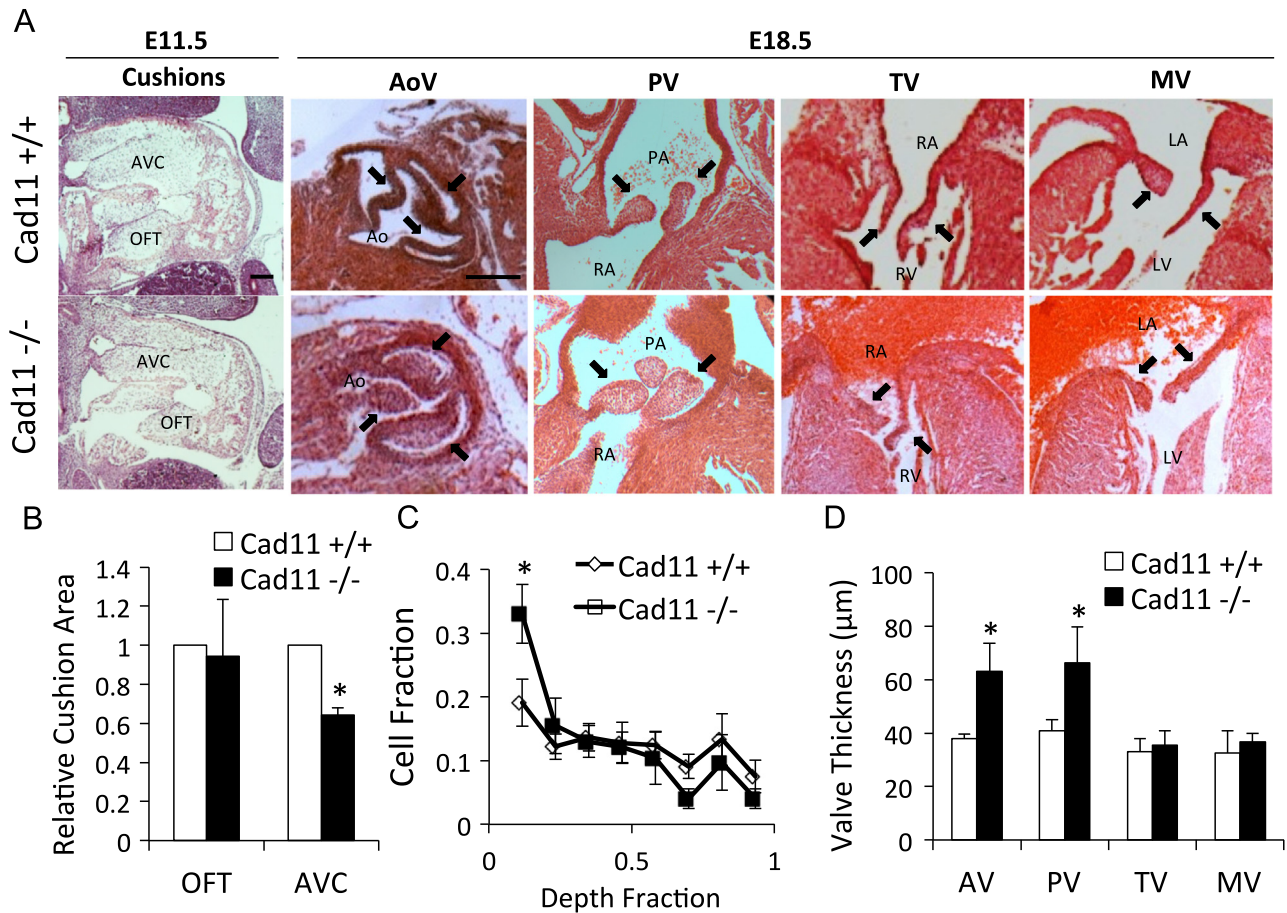 A
E11.5
E18.5
Cushions
AoV
PV
TV
MV
Cad11 +/+
AVC
OFT
Ao
PA
RA
RA
RV
LA
LV
Cad11 -/-
AVC
OFT
Ao
PA
RA
RA
RV
LA
LV
B
Cad11 +/+
Cad11 -/-
Relative Cushion Area
1.4
1.2
1
0.8
0.6
0.4
0.2
0
*
OFT
AVC
C
Cad11 +/+
Cad11 -/-
Cell Fraction
0.4
0.3
0.2
0.1
0
*
0
0.5
1
Depth Fraction
D
Cad11 +/+
Cad11 -/-
Valve Thickness (μm)
100
80
60
40
20
0
*
*
AV
PV
TV
MV